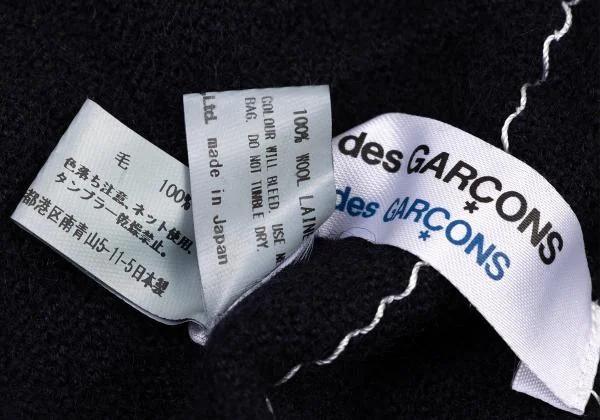 毛 100%
色落ち注意。ネット使用。
タンブラー乾燥禁止。
都港区南青山5-11-5日本製
100% WOOL LAIN
COLOUR WILL BLEED. USE
BAG. DO NOT TUMBLE DRY.
Ltd. made in Japan
des GARÇONS
des GARÇONS